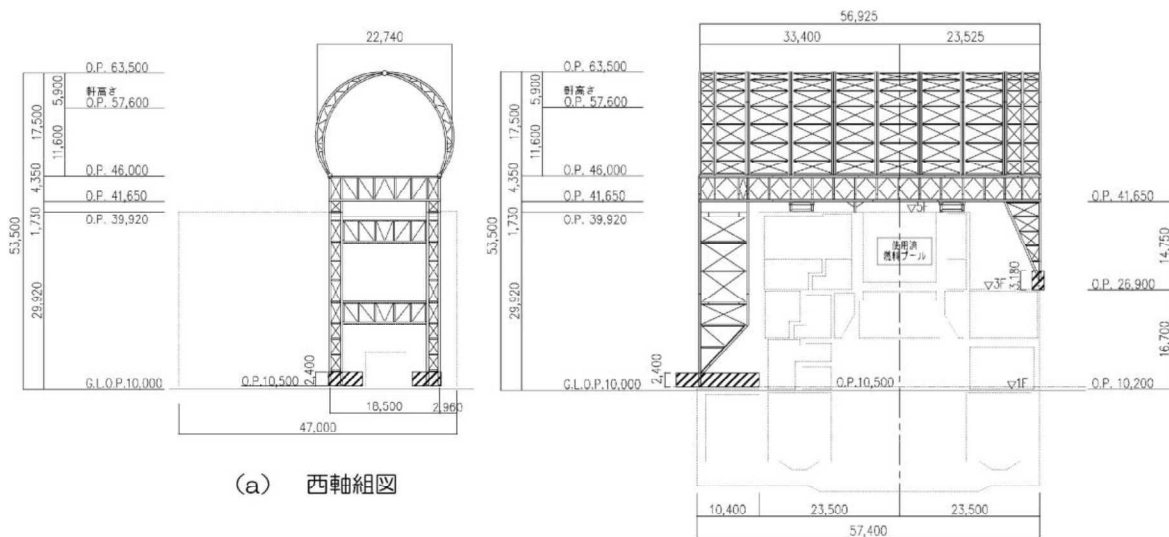 22,740
O.P. 63,500
軒高さ
O.P. 57,600
O.P. 46,000
O.P. 41,650
O.P. 39,920
G.L.O.P.10,000
53,500
17,500
4,350
1,730
29,920
5,900
11,600
O.P.10,500
2,400
18,500
2,960
47,000
(a) 西軸組図
56,925
33,400
23,525
O.P. 63,500
軒高さ
O.P. 57,600
O.P. 46,000
O.P. 41,650
O.P. 39,920
G.L.O.P.10,000
53,500
17,500
4,350
1,730
29,920
5,900
11,600
2,400
▽5F
使用済
燃料プール
▽3F
3,180
O.P.10,500
▽1F
O.P. 41,650
14,750
O.P. 26,900
16,700
O.P. 10,200
10,400
23,500
23,500
57,400